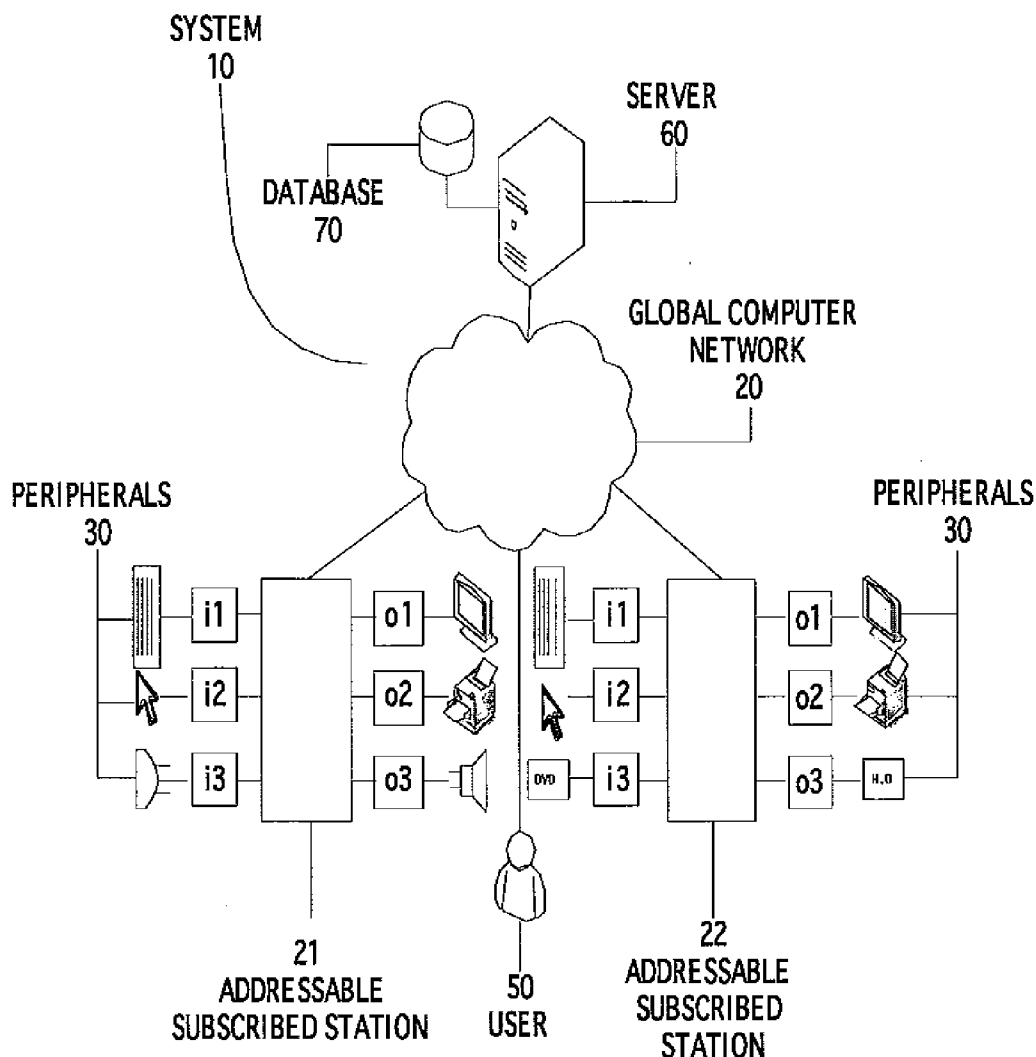 SYSTEM
10
SERVER
60
DATABASE
70
GLOBAL COMPUTER
NETWORK
20
PERIPHERALS
30
PERIPHERALS
30
i1
o1
i1
o1
i2
o2
i2
o2
i3
o3
DVD
i3
o3
H2O
21
ADDRESSABLE
SUBSCRIBED STATION
50
USER
22
ADDRESSABLE
SUBSCRIBED
STATION